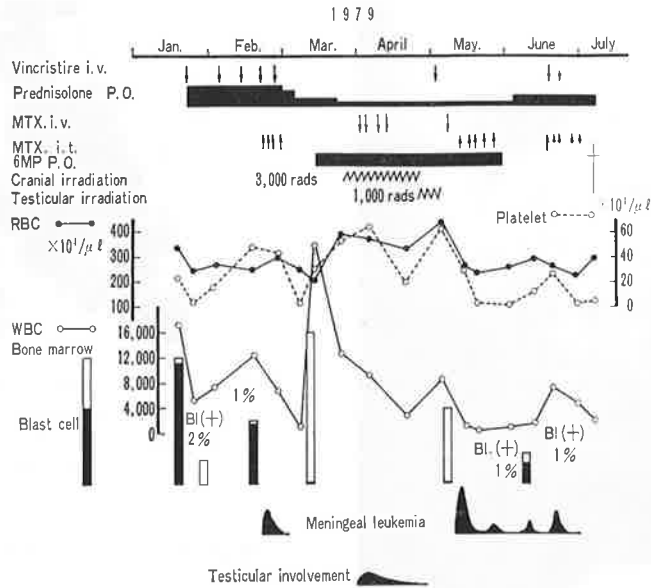 1979
Jan. Feb. Mar. April May. June July
Vincristire i.v.
Prednisolone P.O.
MTX. i.v.
MTX. i.t.
6MP P.O.
Cranial irradiation 3,000 rads
Testicular irradiation 1,000 rads
RBC Platelet
×10⁴/μl ×10⁴/μl
400 60
300 40
200 20
100 0
WBC 16,000
Bone marrow 12,000
8,000
Blast cell 4,000
0
Bl(+) 2% 1% Bl.(+) 1% Bl(+) 1%
Meningeal leukemia
Testicular involvement